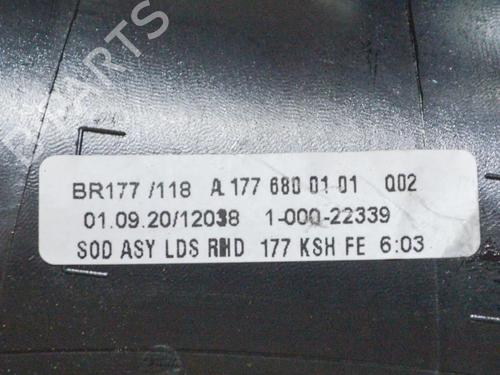 BR177 /118 A 177 680 01 01 Q02
01.09.20/12038 1-000-22339
SOD ASY LDS RHD 177 KSH FE 6:03